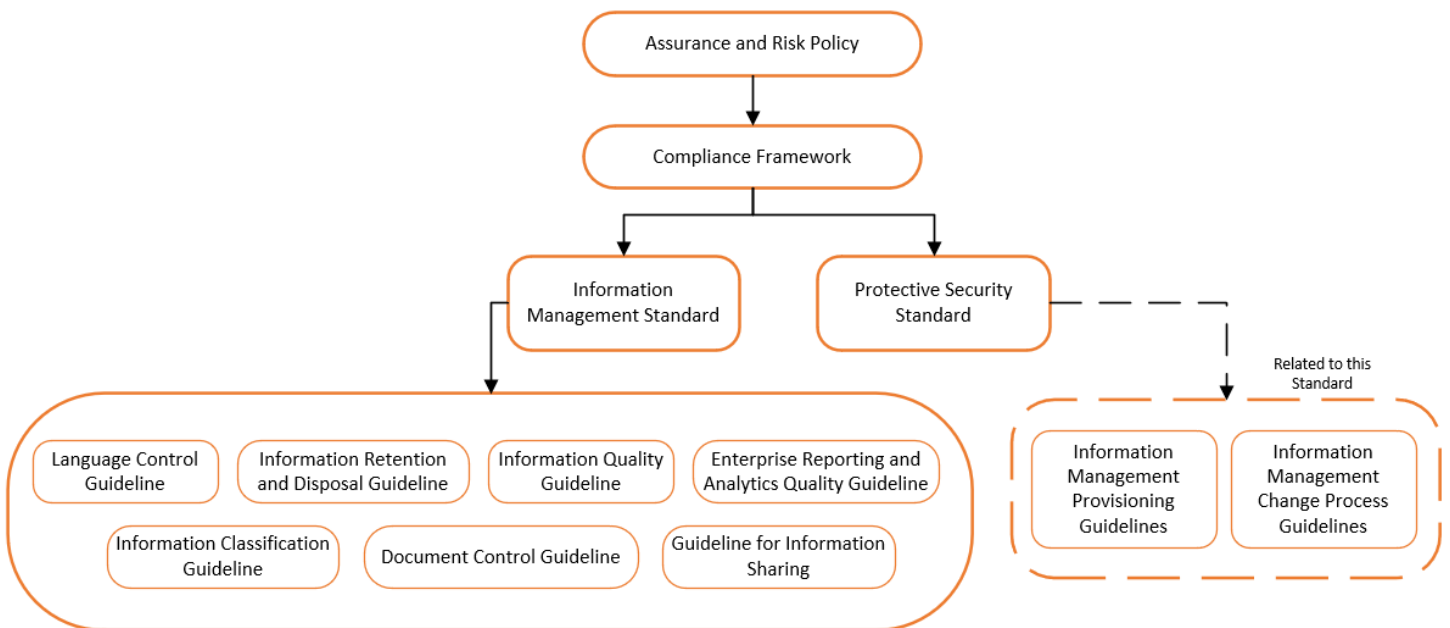 Assurance and Risk Policy
Compliance Framework
Information
Management Standard
Protective Security
Standard
Related to this
Standard
Language Control
Guideline
Information Retention
and Disposal Guideline
Information Quality
Guideline
Enterprise Reporting and
Analytics Quality Guideline
Information Classification
Guideline
Document Control Guideline
Guideline for Information
Sharing
Information
Management
Provisioning
Guidelines
Information
Management
Change Process
Guidelines